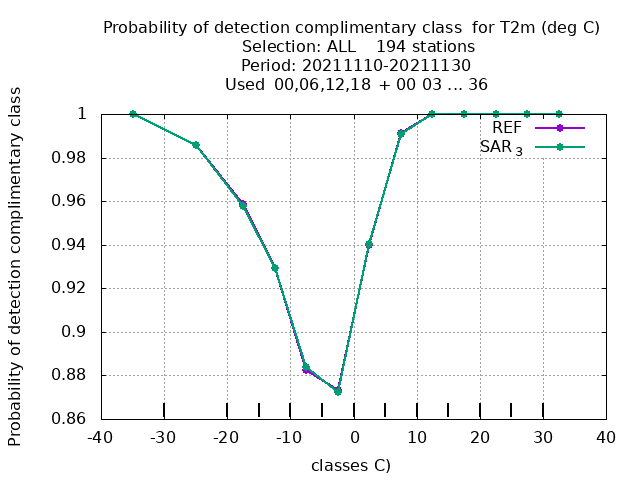 Probability of detection complimentary class  for T2m (deg C)
Selection: ALL    194 stations
Period: 20211110-20211130
Used  00,06,12,18  + 00 03 ... 36
Probability of detection complimentary class
1
0.98
0.96
0.94
0.92
0.9
0.88
0.86
REF
SAR 3
-40 -30 -20 -10 0 10 20 30 40
classes C)